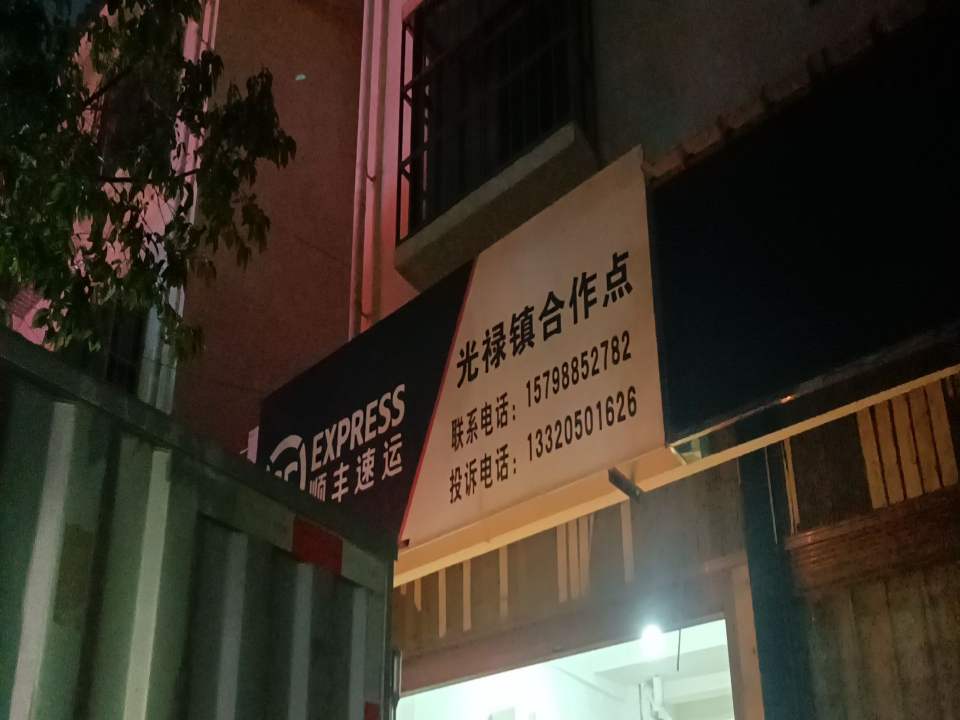 EXPRESS
顺丰速运
光禄镇合作点
联系电话：15798852782
投诉电话：13320501626